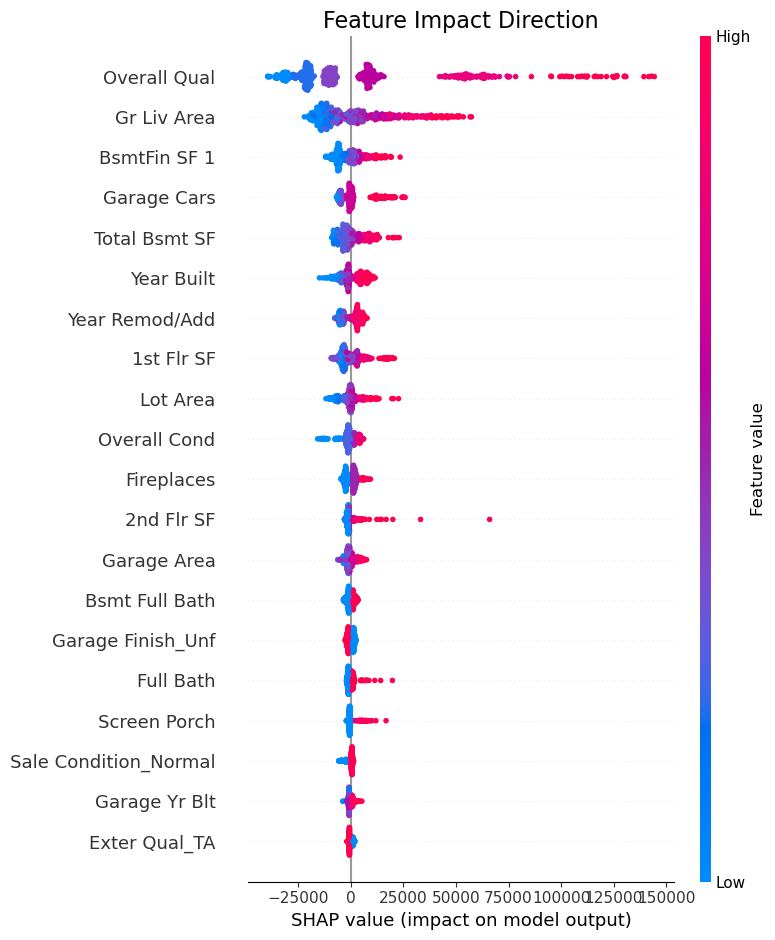 Feature Impact Direction
High
Overall Qual
Gr Liv Area
BsmtFin SF 1
Garage Cars
Total Bsmt SF
Year Built
Year Remod/Add
1st Flr SF
Lot Area
Overall Cond
Fireplaces
2nd Flr SF
Garage Area
Bsmt Full Bath
Garage Finish_Unf
Full Bath
Screen Porch
Sale Condition_Normal
Garage Yr Blt
Exter Qual_TA
Feature value
Low
−25000 0 25000 50000 75000 100000 125000 150000
SHAP value (impact on model output)